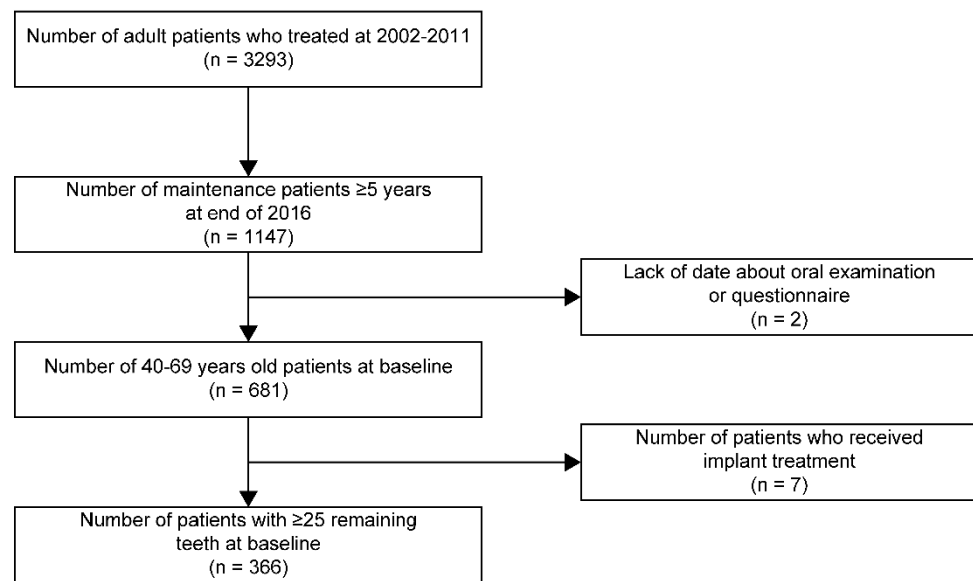 Number of adult patients who treated at 2002-2011
(n = 3293)
Number of maintenance patients ≥5 years
at end of 2016
(n = 1147)
Lack of date about oral examination
or questionnaire
(n = 2)
Number of 40-69 years old patients at baseline
(n = 681)
Number of patients who received
implant treatment
(n = 7)
Number of patients with ≥25 remaining
teeth at baseline
(n = 366)